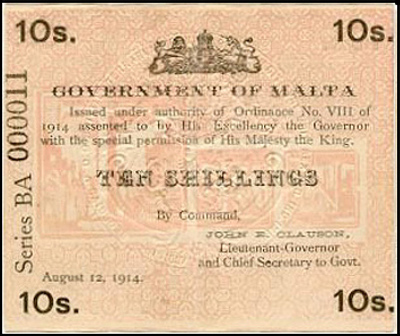 10s. 10s.
GOVERNMENT OF MALTA
Issued under authority of Ordinance No. VIII of
1914 assented to by His Excellency the Governor
with the special permission of His Majesty the King.
TEN SHILLINGS
By Command,
JOHN E. CLAUSON,
Lieutenant-Governor
and Chief Secretary to Govt.
August 12, 1914.
10s. 10s.
Series BA 000011